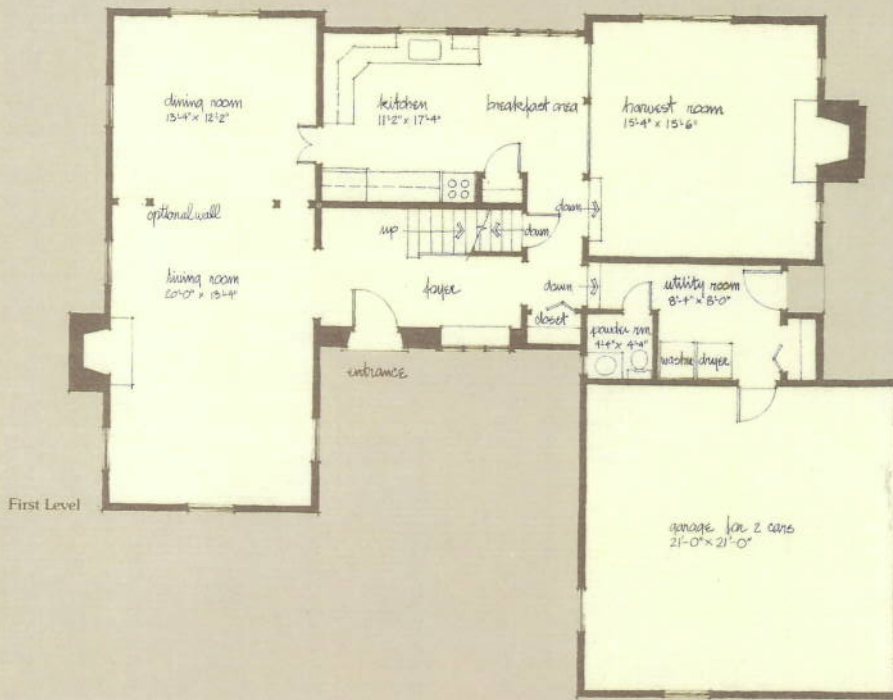 dining room
13'-4" x 12'-2"
kitchen
11'-2" x 17'-4"
breakfast area
harvest room
15'-4" x 15'-6"
optional wall
up
down
down
living room
20'-0" x 13'-4"
foyer
down
utility room
8'-4" x 8'-0"
closet
powder rm
4'-4" x 4'-4"
washer
dryer
entrance
First Level
garage for 2 cars
21'-0" x 21'-0"